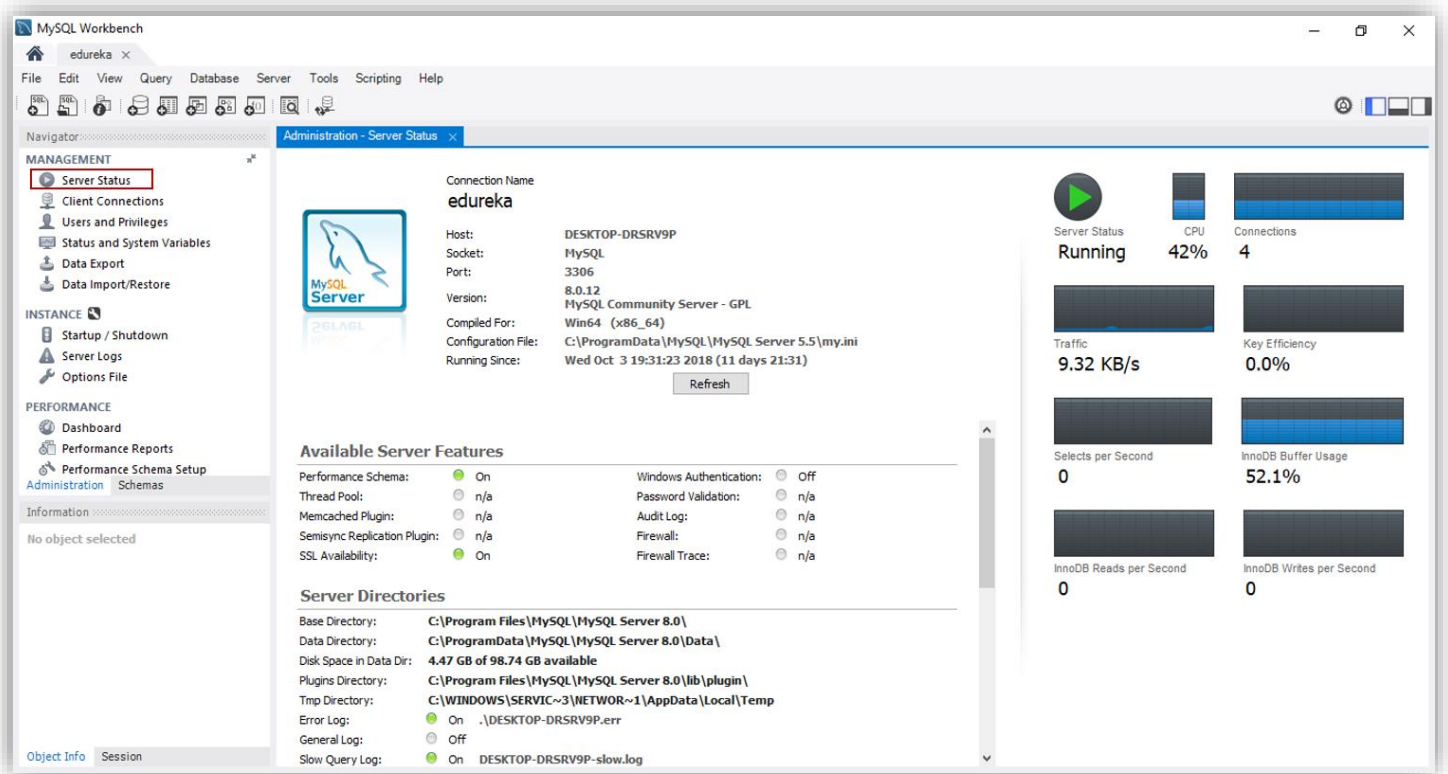 MySQL Workbench
edureka ×
File Edit View Query Database Server Tools Scripting Help
Navigator
MANAGEMENT
Server Status
Client Connections
Users and Privileges
Status and System Variables
Data Export
Data Import/Restore
INSTANCE
Startup / Shutdown
Server Logs
Options File
PERFORMANCE
Dashboard
Performance Reports
Performance Schema Setup
Administration Schemas
Information
No object selected
Object Info Session
Administration - Server Status ×
MySQL
Server
Connection Name
edureka
Host: DESKTOP-DRSRV9P
Socket: MySQL
Port: 3306
Version: 8.0.12
MySQL Community Server - GPL
Compiled For: Win64 (x86_64)
Configuration File: C:\ProgramData\MySQL\MySQL Server 5.5\my.ini
Running Since: Wed Oct 3 19:31:23 2018 (11 days 21:31)
Refresh
Available Server Features
Performance Schema: On Windows Authentication: Off
Thread Pool: n/a Password Validation: n/a
Memcached Plugin: n/a Audit Log: n/a
Semisync Replication Plugin: n/a Firewall: n/a
SSL Availability: On Firewall Trace: n/a
Server Directories
Base Directory: C:\Program Files\MySQL\MySQL Server 8.0\
Data Directory: C:\ProgramData\MySQL\MySQL Server 8.0\Data\
Disk Space in Data Dir: 4.47 GB of 98.74 GB available
Plugins Directory: C:\Program Files\MySQL\MySQL Server 8.0\lib\plugin\
Tmp Directory: C:\WINDOWS\SERVIC~3\NETWOR~1\AppData\Local\Temp
Error Log: On .\DESKTOP-DRSRV9P.err
General Log: Off
Slow Query Log: On DESKTOP-DRSRV9P-slow.log
Server Status CPU Connections
Running 42% 4
Traffic Key Efficiency
9.32 KB/s 0.0%
Selects per Second InnoDB Buffer Usage
0 52.1%
InnoDB Reads per Second InnoDB Writes per Second
0 0